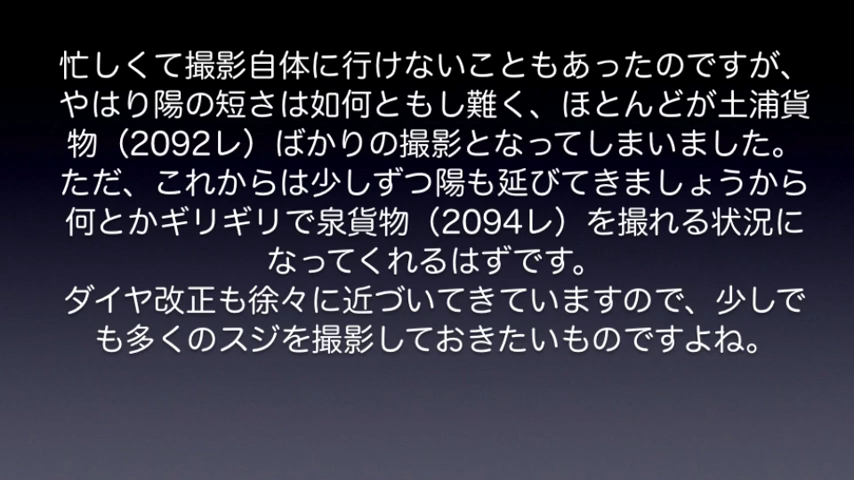 忙しくて撮影自体に行けないこともあったのですが、
やはり陽の短さは如何ともし難く、ほとんどが土浦貨
物（2092レ）ばかりの撮影となってしまいました。
ただ、これからは少しずつ陽も延びてきましょうから
何とかギリギリで泉貨物（2094レ）を撮れる状況に
なってくれるはずです。
ダイヤ改正も徐々に近づいてきていますので、少しで
も多くのスジを撮影しておきたいものですよね。